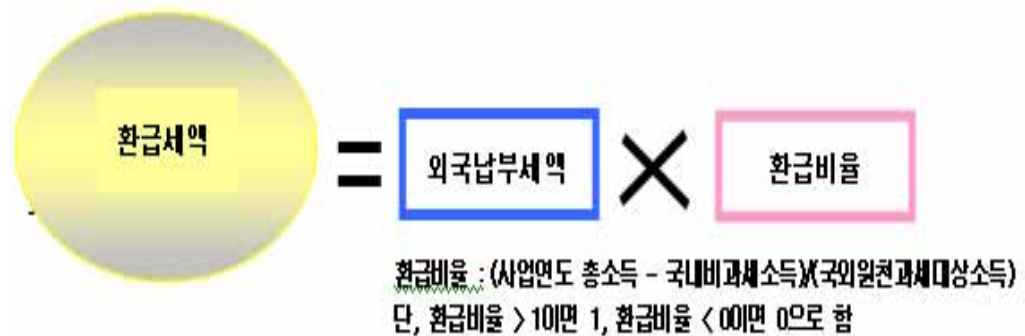 환급세액 = 외국납부세액 × 환급비율
환급비율 : (사업연도 총소득 - 국내비과세소득)/(국외원천과세대상소득)
단, 환급비율 > 1이면 1, 환급비율 < 0이면 0으로 함